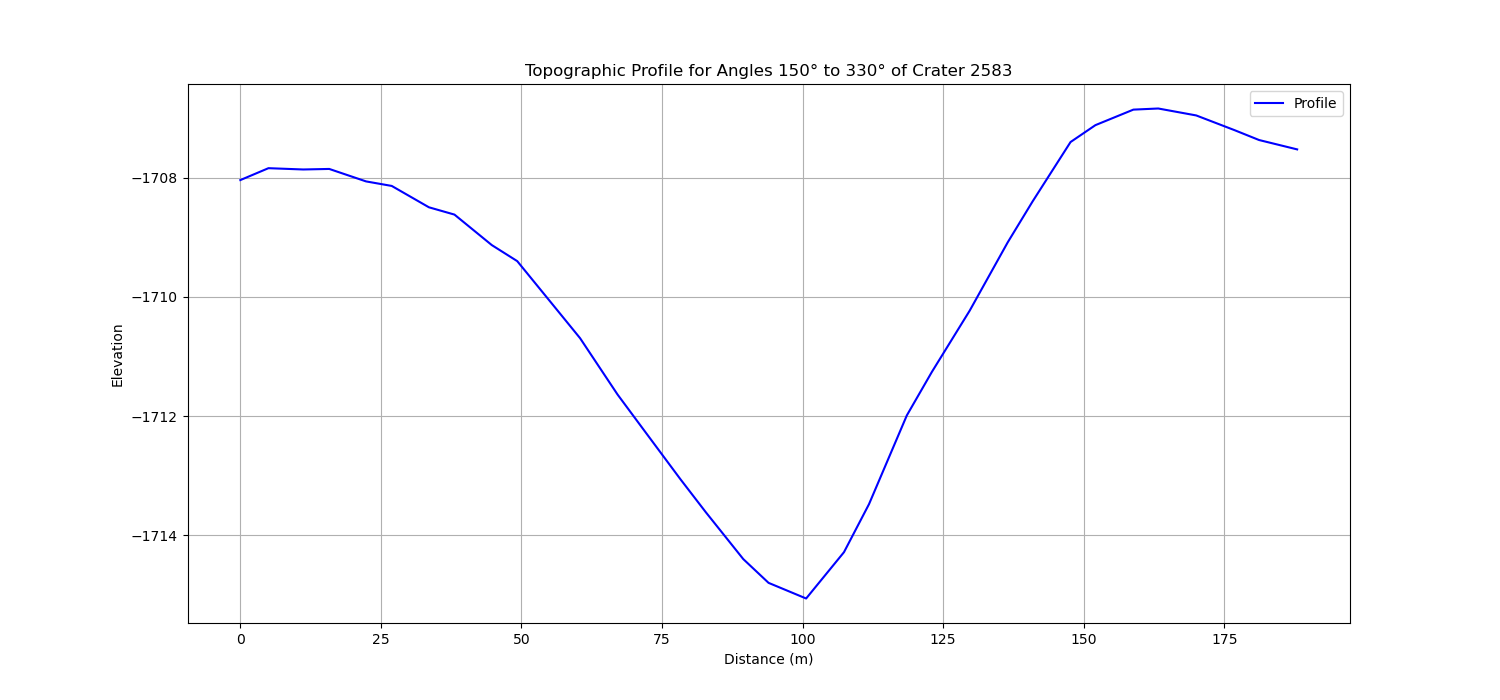 Topographic Profile for Angles 150° to 330° of Crater 2583
Profile
−1708
−1710
−1712
−1714
Elevation
0 25 50 75 100 125 150 175
Distance (m)